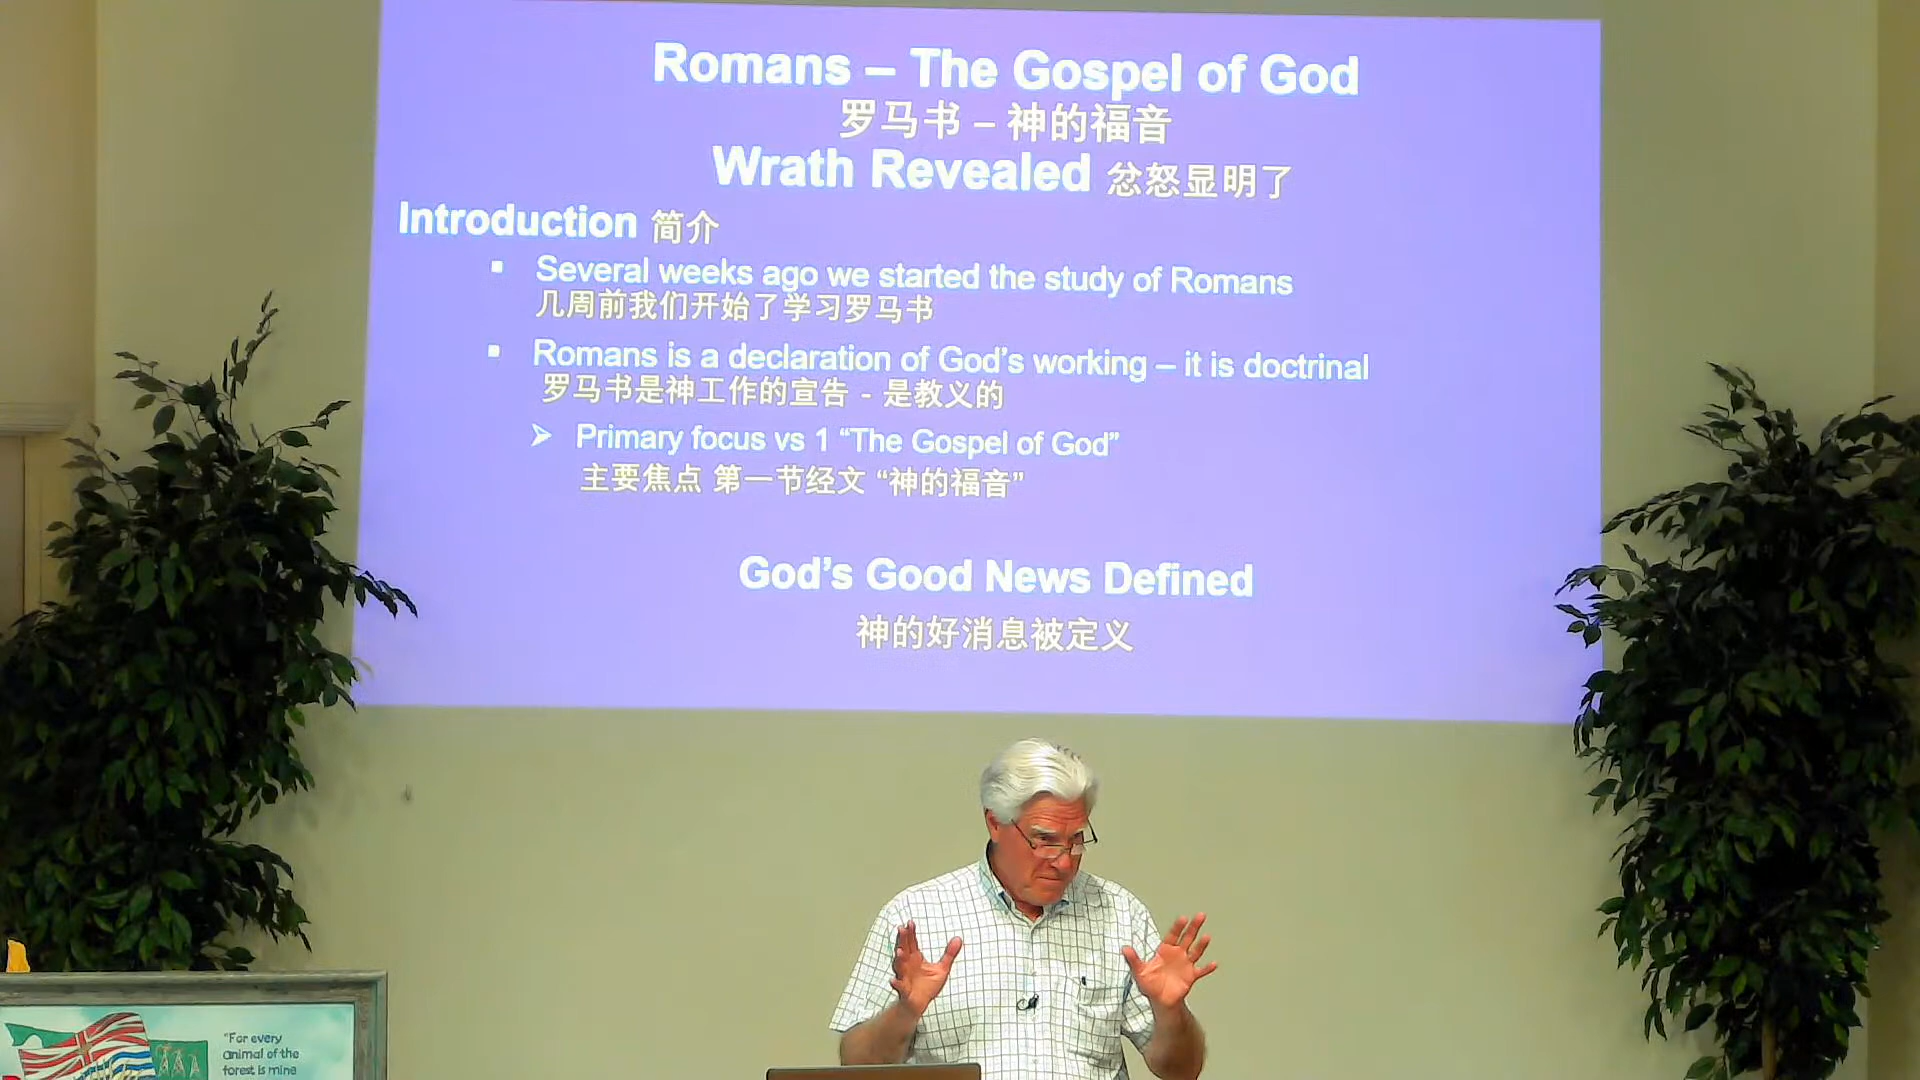 Romans – The Gospel of God
罗马书 – 神的福音
Wrath Revealed 忿怒显明了
Introduction 简介
▪ Several weeks ago we started the study of Romans
几周前我们开始了学习罗马书
▪ Romans is a declaration of God’s working – it is doctrinal
罗马书是神工作的宣告 - 是教义的
➢ Primary focus vs 1 “The Gospel of God”
主要焦点 第一节经文 “神的福音”
God’s Good News Defined
神的好消息被定义
“For every
animal of the
forest is mine